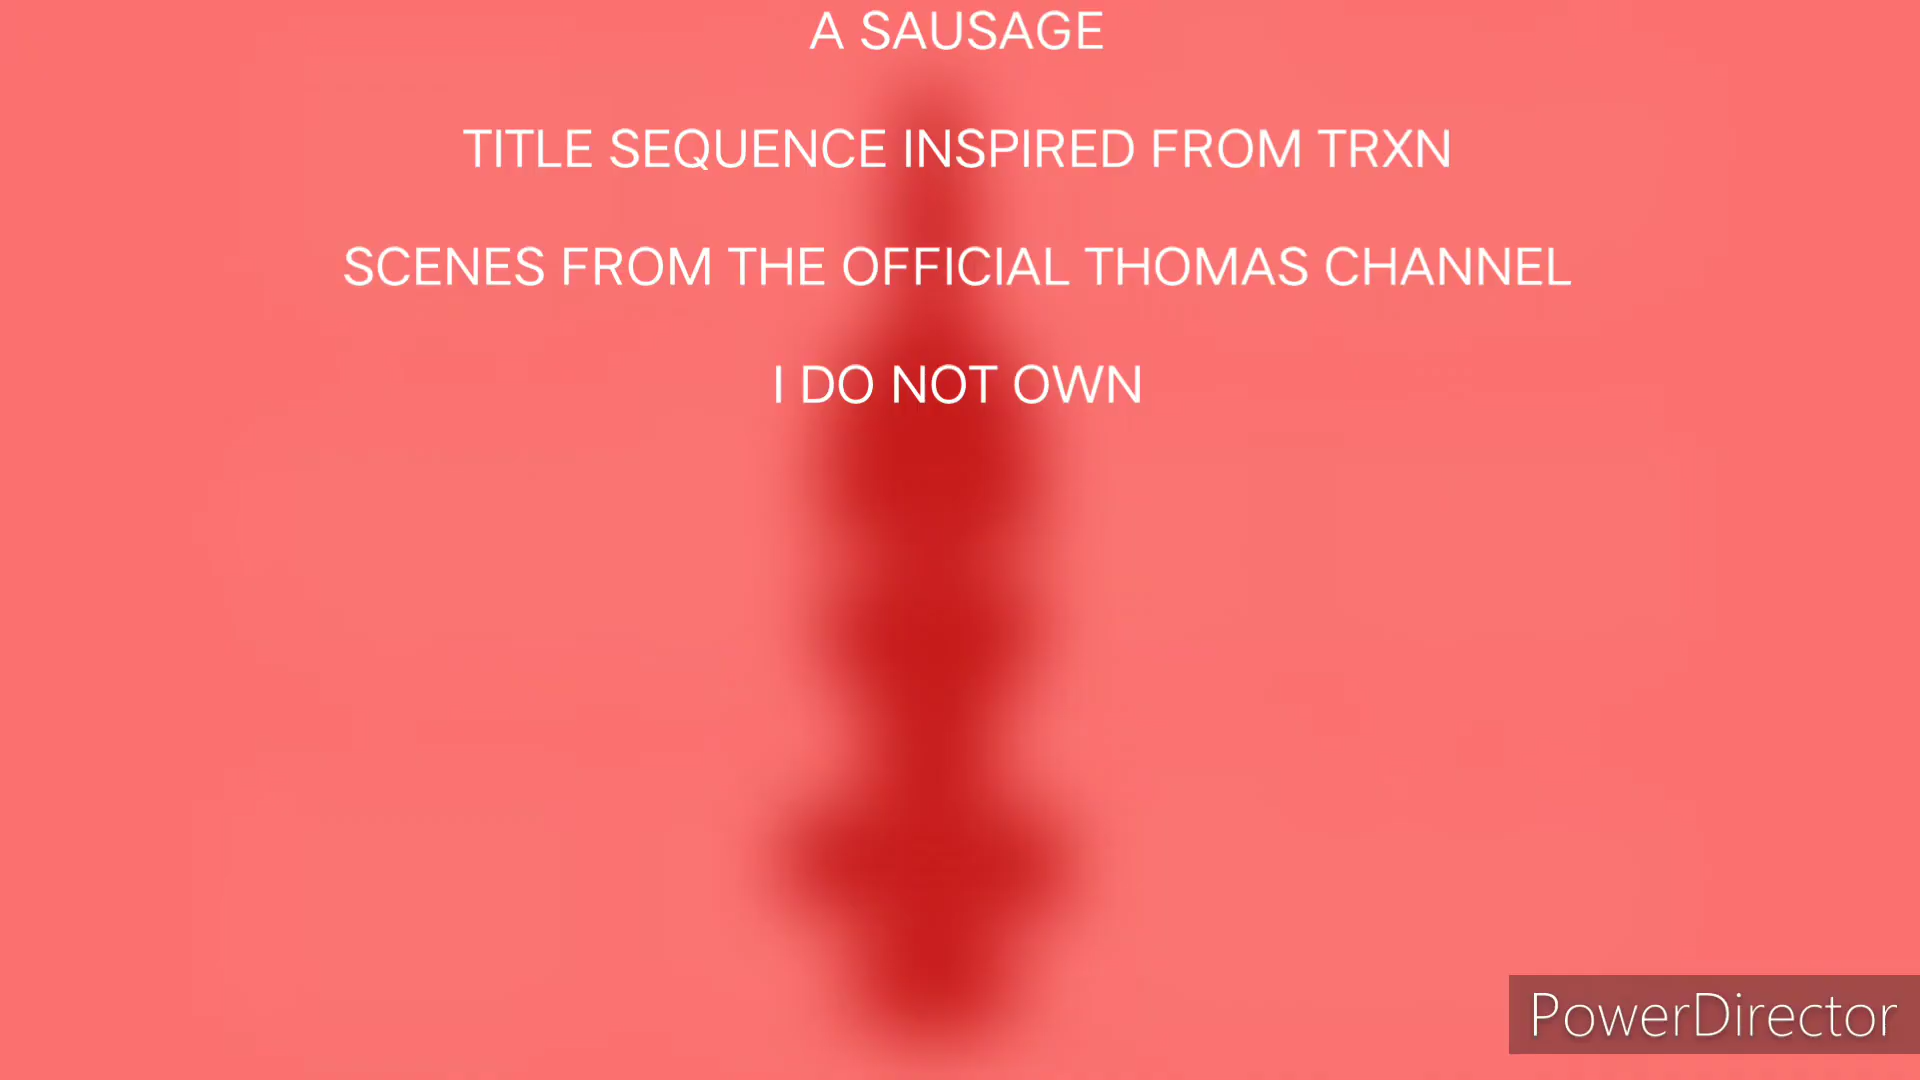 A SAUSAGE
TITLE SEQUENCE INSPIRED FROM TRXN
SCENES FROM THE OFFICIAL THOMAS CHANNEL
I DO NOT OWN
PowerDirector